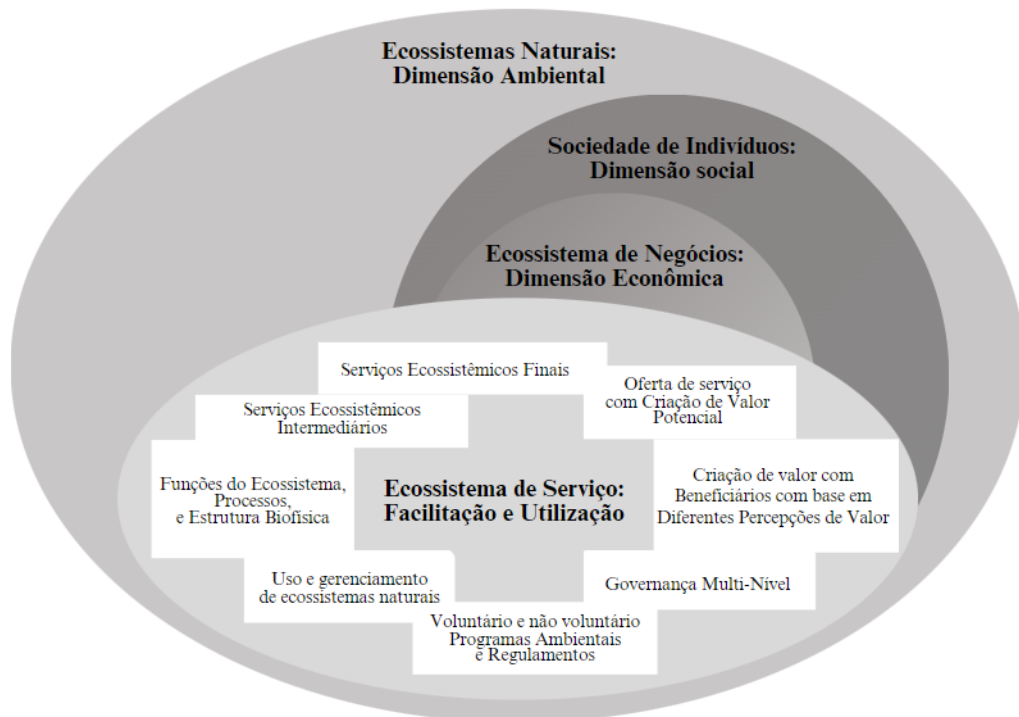 Ecossistemas Naturais:
Dimensão Ambiental
Sociedade de Indivíduos:
Dimensão social
Ecossistema de Negócios:
Dimensão Econômica
Serviços Ecossistêmicos Finais
Oferta de serviço
com Criação de Valor
Potencial
Serviços Ecossistêmicos
Intermediários
Funções do Ecossistema,
Processos,
e Estrutura Biofísica
Ecossistema de Serviço:
Facilitação e Utilização
Criação de valor com
Beneficiários com base em
Diferentes Percepções de Valor
Uso e gerenciamento
de ecossistemas naturais
Governança Multi-Nível
Voluntário e não voluntário
Programas Ambientais
e Regulamentos